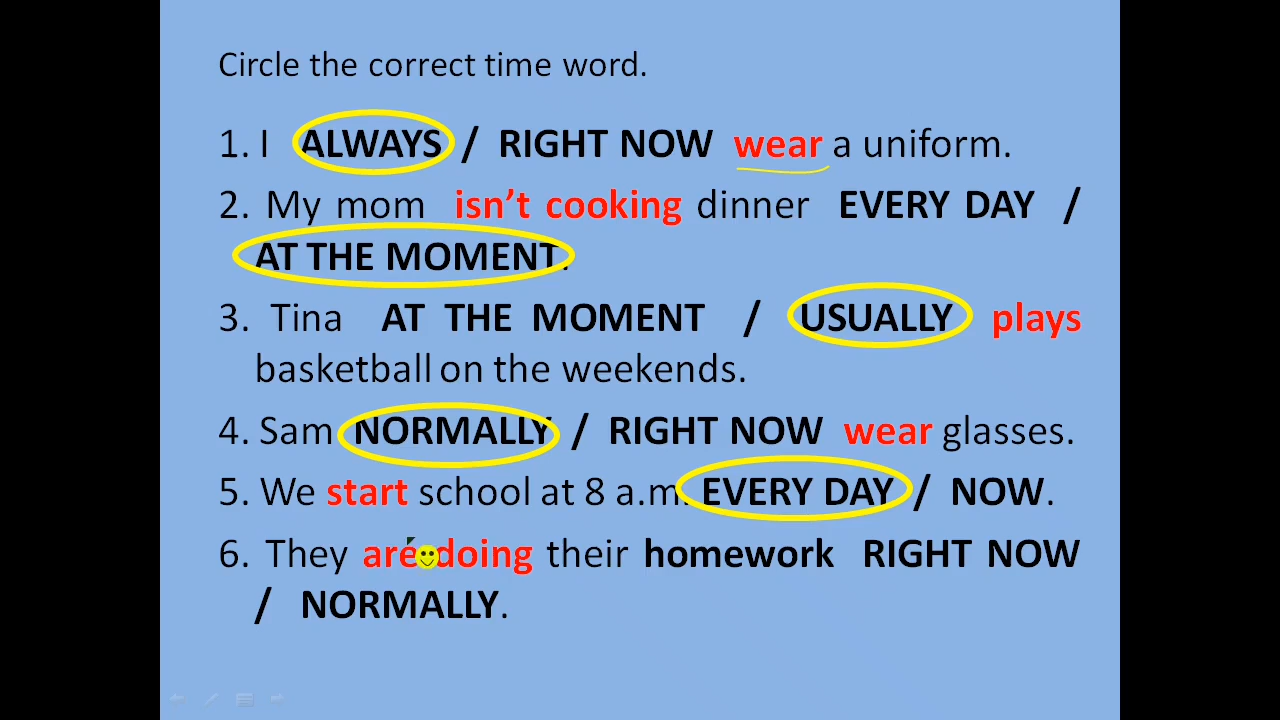 Circle the correct time word.
1. I ALWAYS / RIGHT NOW wear a uniform.
2. My mom isn’t cooking dinner EVERY DAY /
AT THE MOMENT.
3. Tina AT THE MOMENT / USUALLY plays
basketball on the weekends.
4. Sam NORMALLY / RIGHT NOW wear glasses.
5. We start school at 8 a.m. EVERY DAY / NOW.
6. They are doing their homework RIGHT NOW
/ NORMALLY.